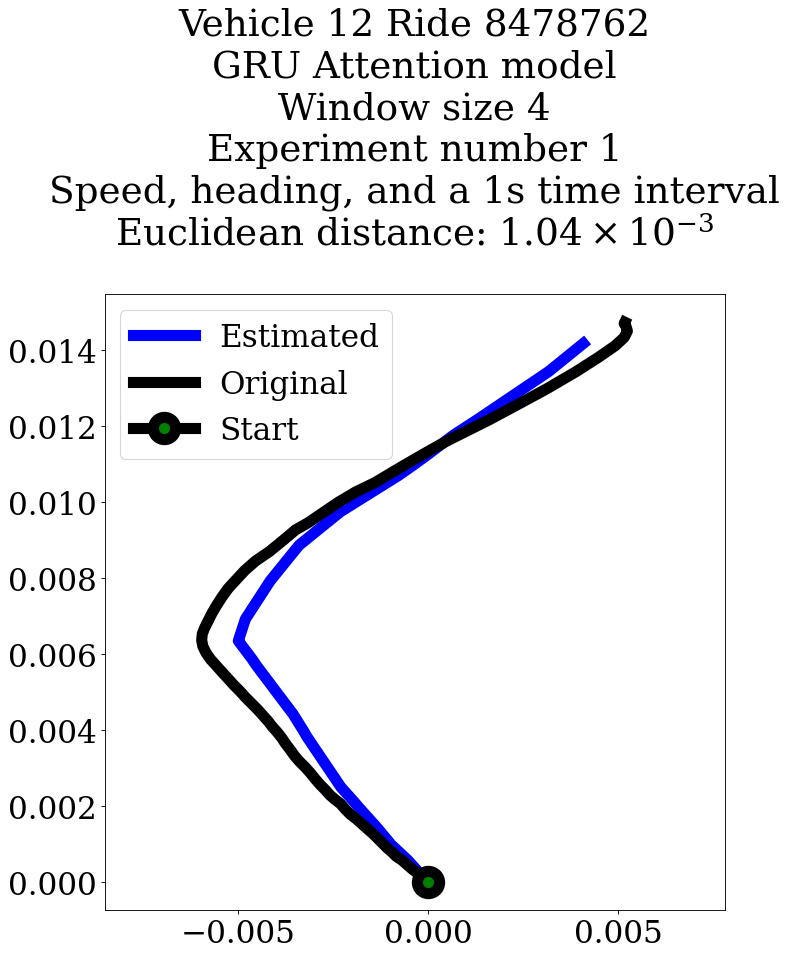 Vehicle 12 Ride 8478762
GRU Attention model
Window size 4
Experiment number 1
Speed, heading, and a 1s time interval
Euclidean distance: 1.04 × 10⁻³
Estimated
Original
Start
0.014
0.012
0.010
0.008
0.006
0.004
0.002
0.000
−0.005 0.000 0.005